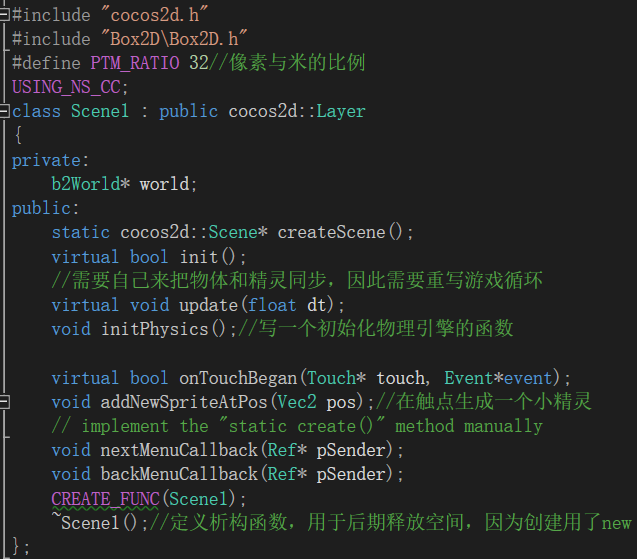 #include "cocos2d.h"
#include "Box2D\Box2D.h"
#define PTM_RATIO 32//像素与米的比例
USING_NS_CC;
class Scene1 : public cocos2d::Layer
{
private:
    b2World* world;
public:
    static cocos2d::Scene* createScene();
    virtual bool init();
    //需要自己来把物体和精灵同步，因此需要重写游戏循环
    virtual void update(float dt);
    void initPhysics();//写一个初始化物理引擎的函数
    virtual bool onTouchBegan(Touch* touch, Event*event);
    void addNewSpriteAtPos(Vec2 pos);//在触点生成一个小精灵
    // implement the "static create()" method manually
    void nextMenuCallback(Ref* pSender);
    void backMenuCallback(Ref* pSender);
    CREATE_FUNC(Scene1);
    ~Scene1();//定义析构函数，用于后期释放空间，因为创建用了new
};